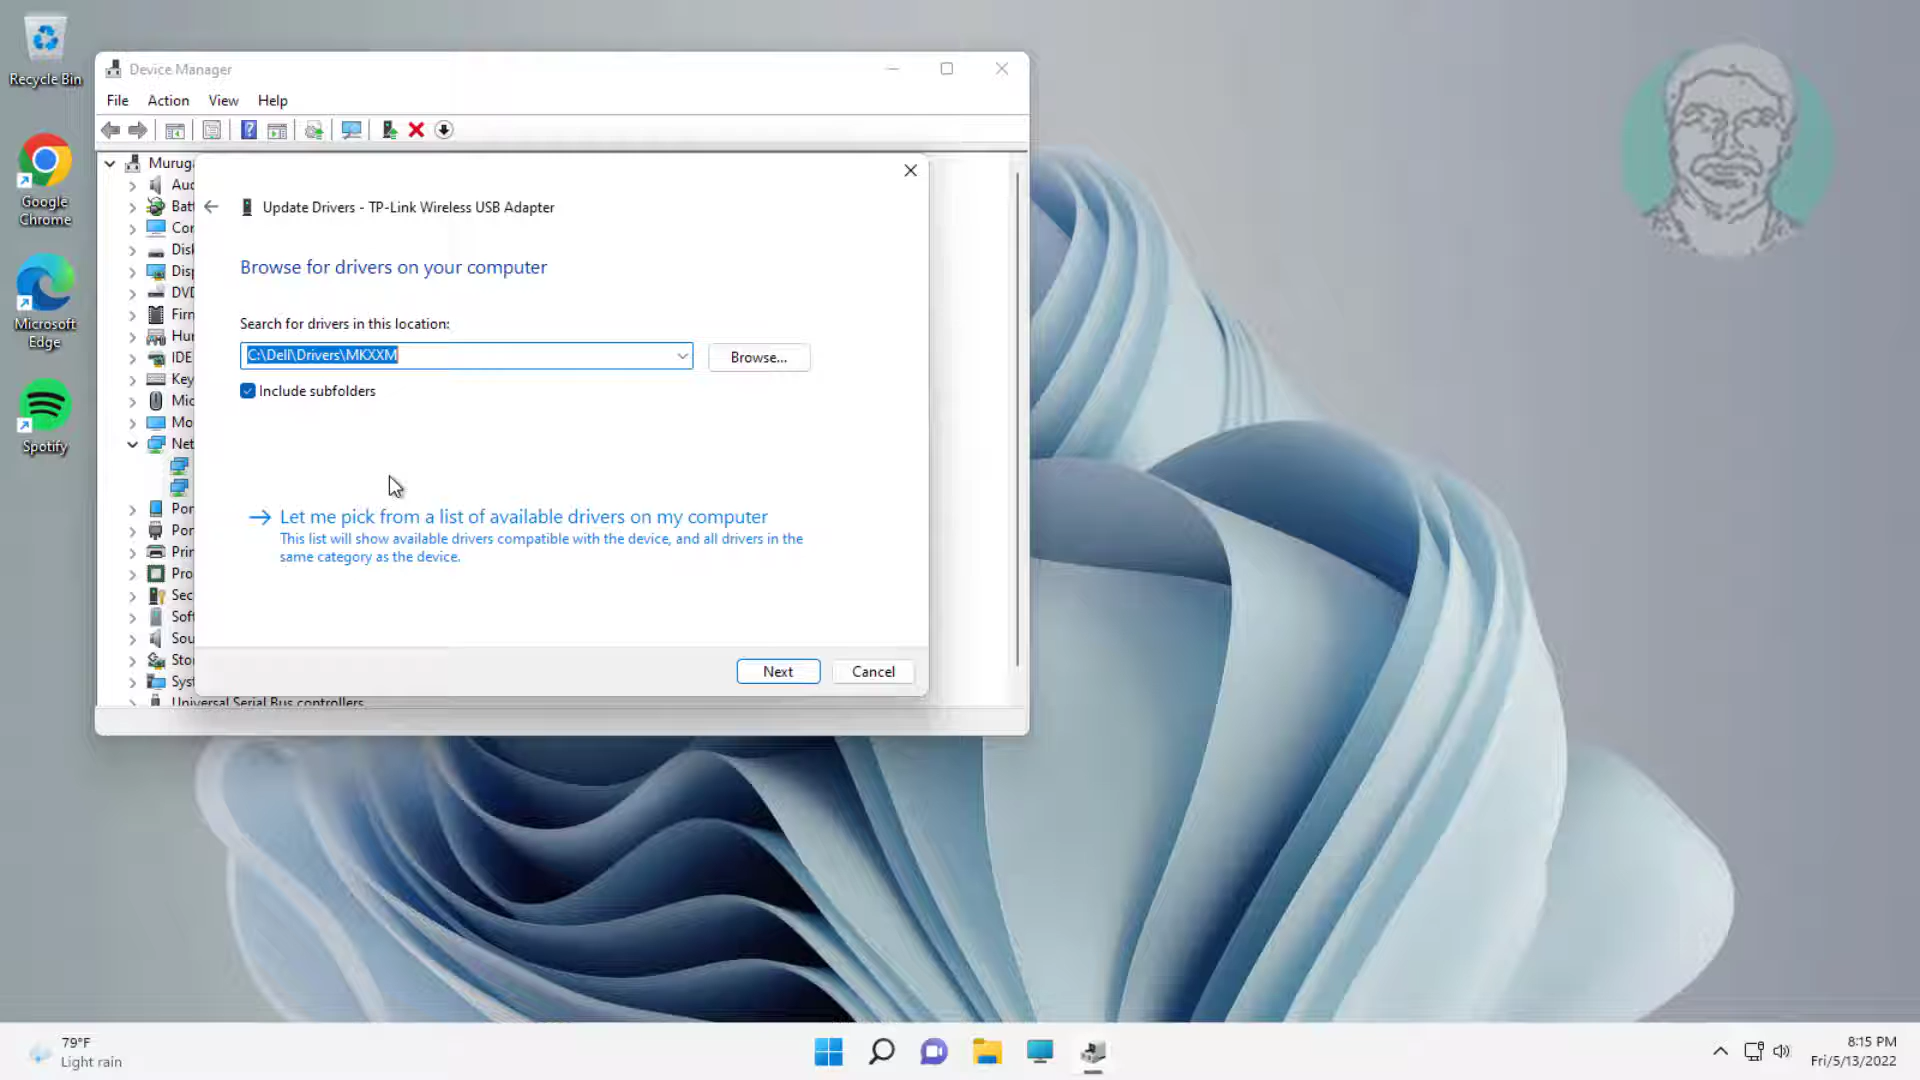 Recycle Bin
Google
Chrome
Microsoft
Edge
Spotify
Device Manager
File Action View Help
Update Drivers - TP-Link Wireless USB Adapter
Browse for drivers on your computer
Search for drivers in this location:
C:\Dell\Drivers\MKXXM
Browse...
Include subfolders
Let me pick from a list of available drivers on my computer
This list will show available drivers compatible with the device, and all drivers in the
same category as the device.
Next
Cancel
Murug
Aud
Batt
Cor
Disk
Disp
DVD
Firn
Hur
IDE
Key
Mic
Mo
Net
Por
Por
Prin
Pro
Sec
Soft
Sou
Stor
Syst
Universal Serial Bus controllers
79°F
Light rain
8:15 PM
Fri/5/13/2022